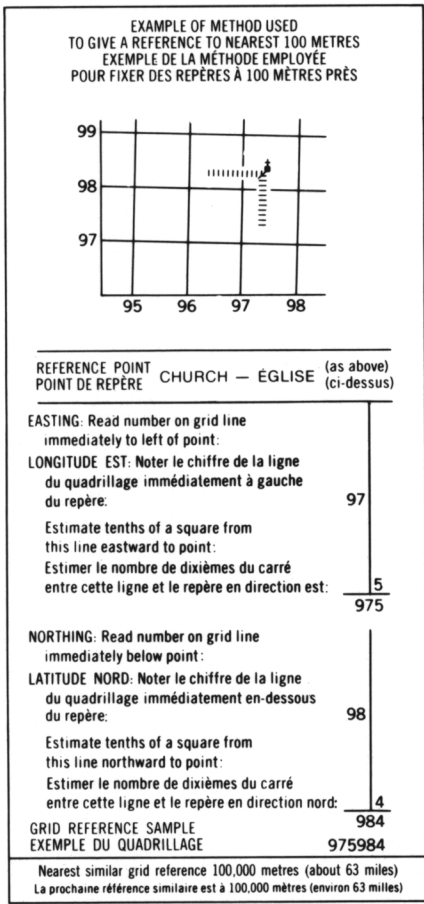 EXAMPLE OF METHOD USED
TO GIVE A REFERENCE TO NEAREST 100 METRES
EXEMPLE DE LA MÉTHODE EMPLOYÉE
POUR FIXER DES REPÈRES À 100 MÈTRES PRÈS
99
98
97
95 96 97 98
REFERENCE POINT
POINT DE REPÈRE
CHURCH — ÉGLISE
(as above)
(ci-dessus)
EASTING: Read number on grid line
immediately to left of point:
LONGITUDE EST: Noter le chiffre de la ligne
du quadrillage immédiatement à gauche
du repère: 97
Estimate tenths of a square from
this line eastward to point:
Estimer le nombre de dixièmes du carré
entre cette ligne et le repère en direction est: 5
975
NORTHING: Read number on grid line
immediately below point:
LATITUDE NORD: Noter le chiffre de la ligne
du quadrillage immédiatement en-dessous
du repère: 98
Estimate tenths of a square from
this line northward to point:
Estimer le nombre de dixièmes du carré
entre cette ligne et le repère en direction nord: 4
984
GRID REFERENCE SAMPLE
EXEMPLE DU QUADRILLAGE 975984
Nearest similar grid reference 100,000 metres (about 63 miles)
La prochaine référence similaire est à 100,000 mètres (environ 63 milles)